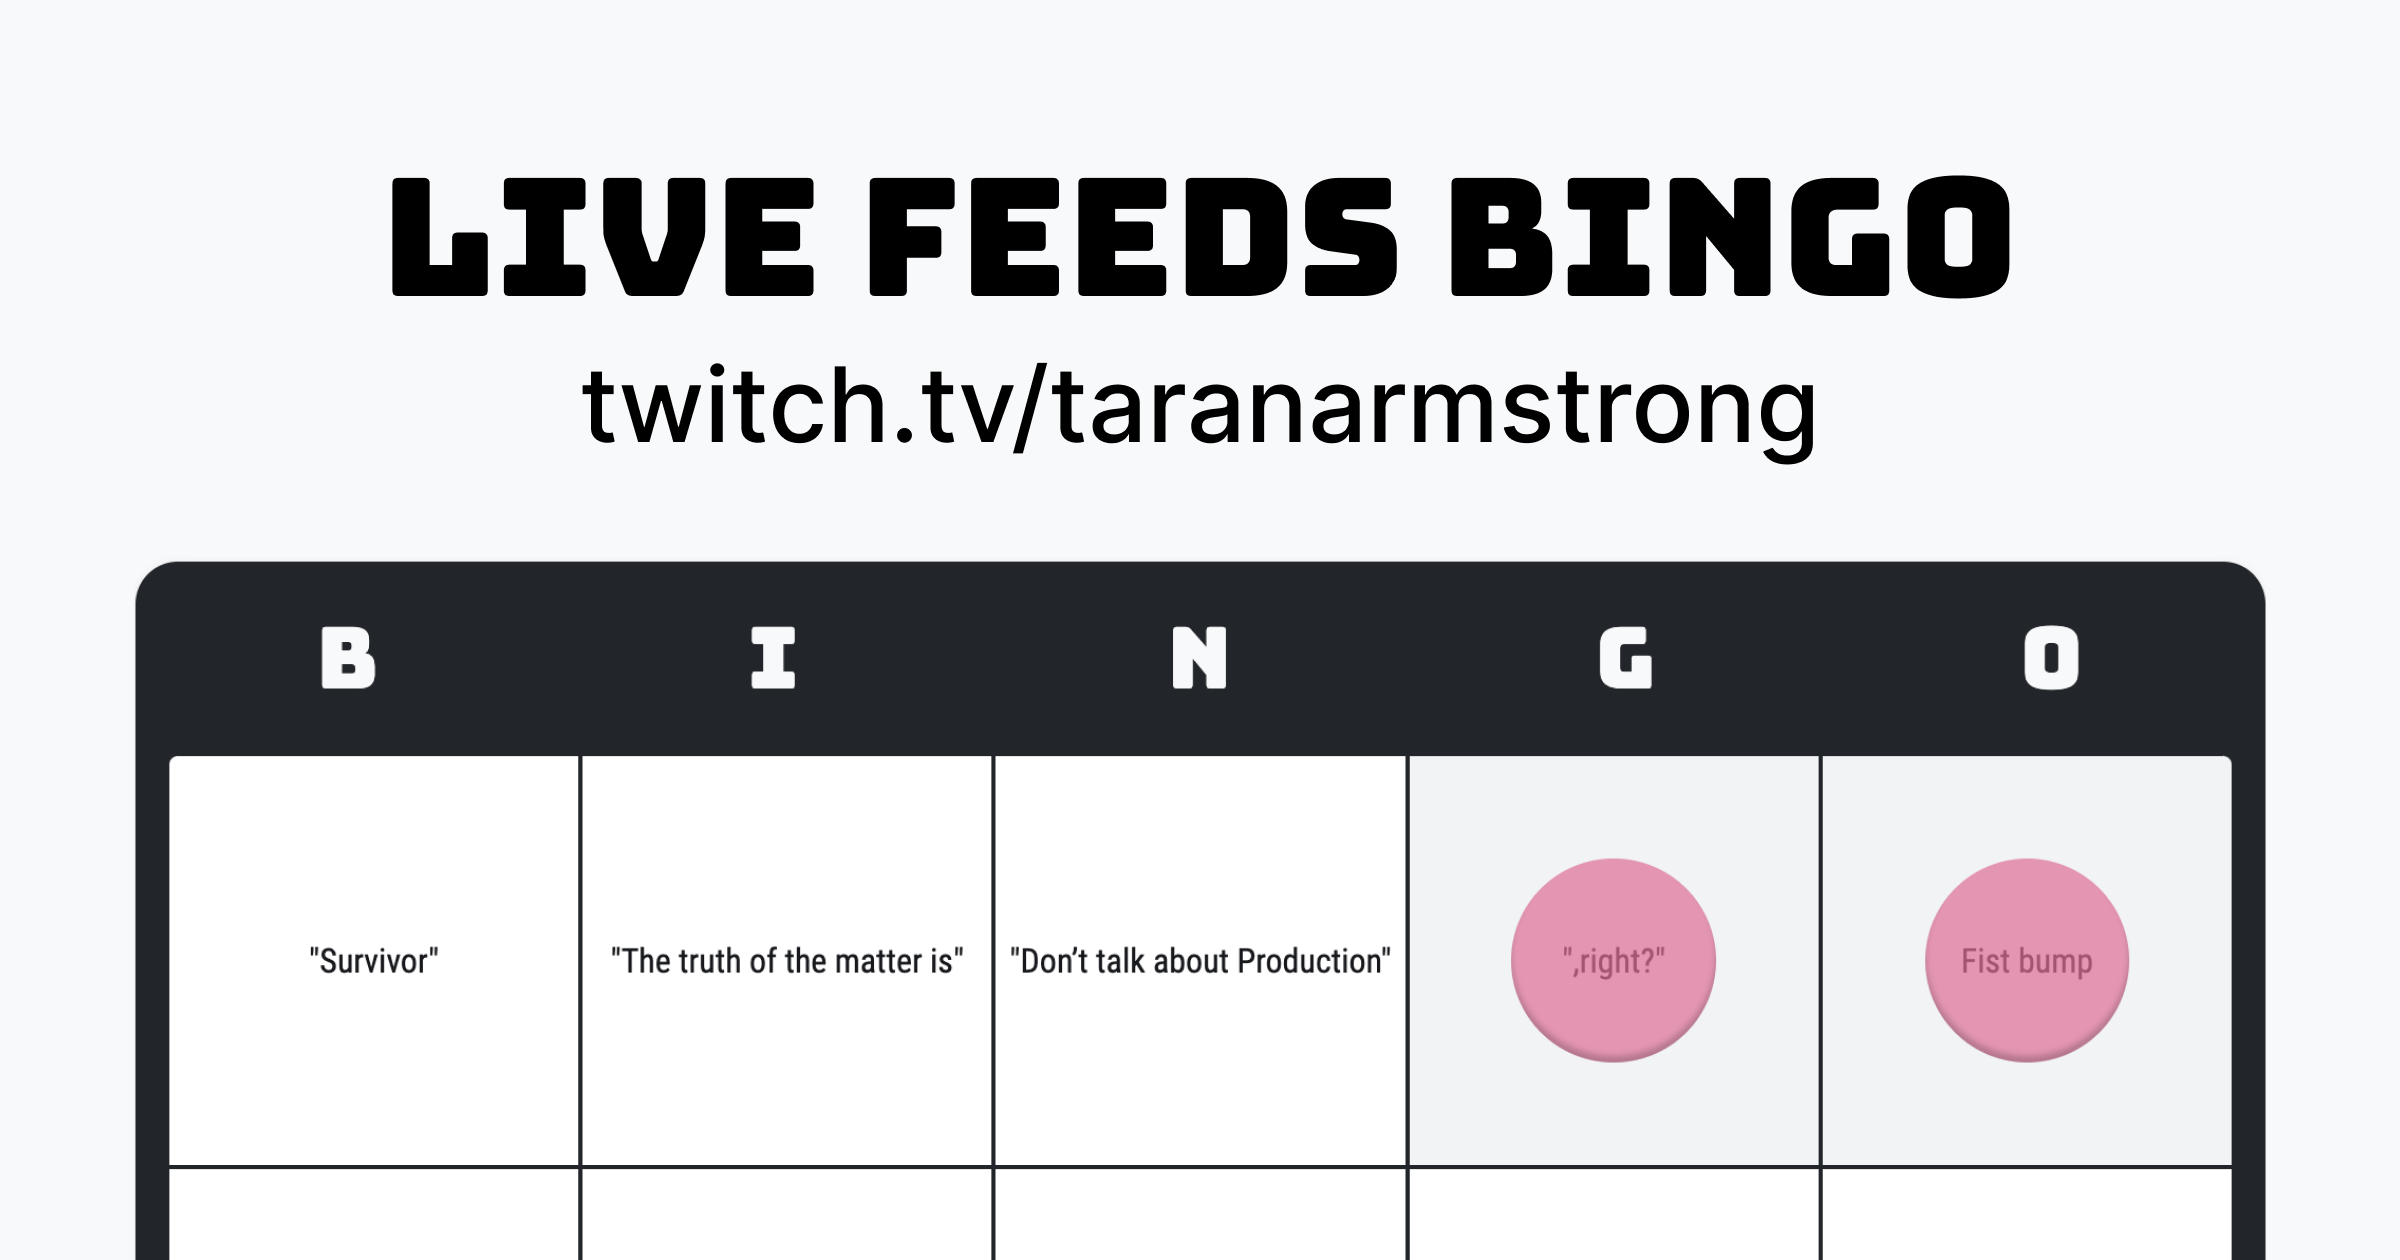 LIVE FEEDS BINGO
twitch.tv/taranarmstrong
B I N G O
"Survivor" "The truth of the matter is" "Don’t talk about Production" ",right?" Fist bump